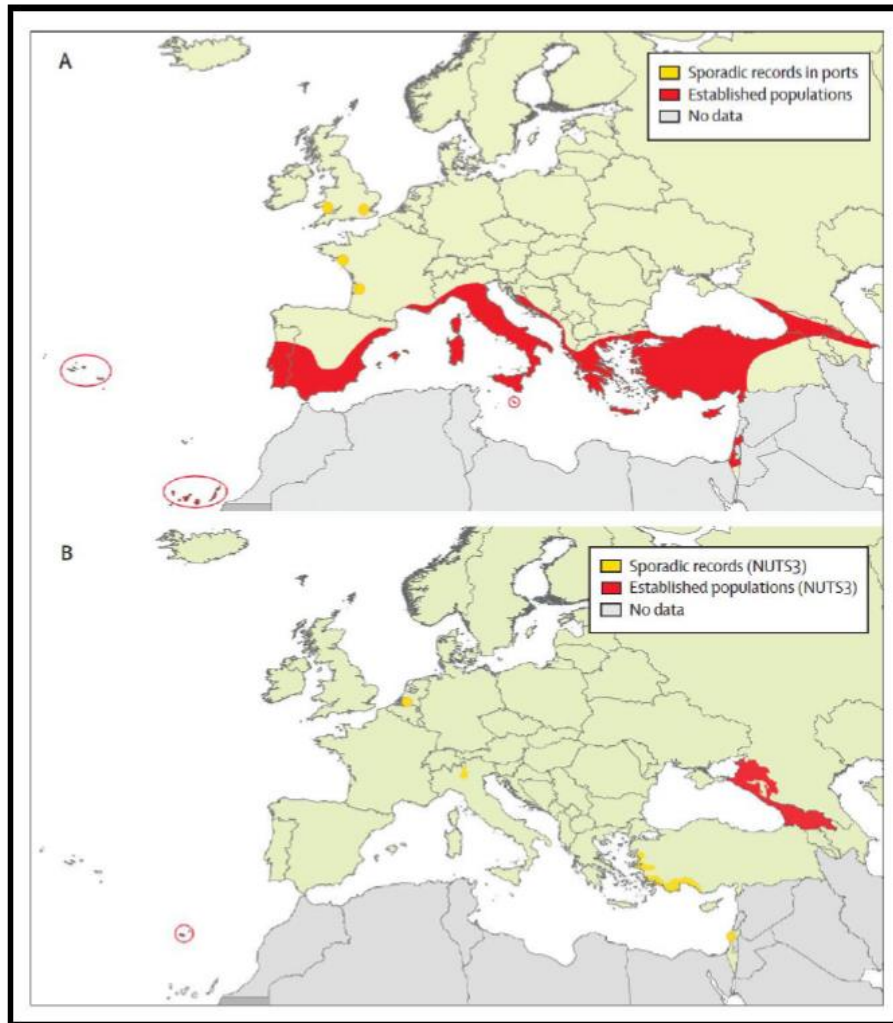 A
Sporadic records in ports
Established populations
No data
B
Sporadic records (NUTS3)
Established populations (NUTS3)
No data